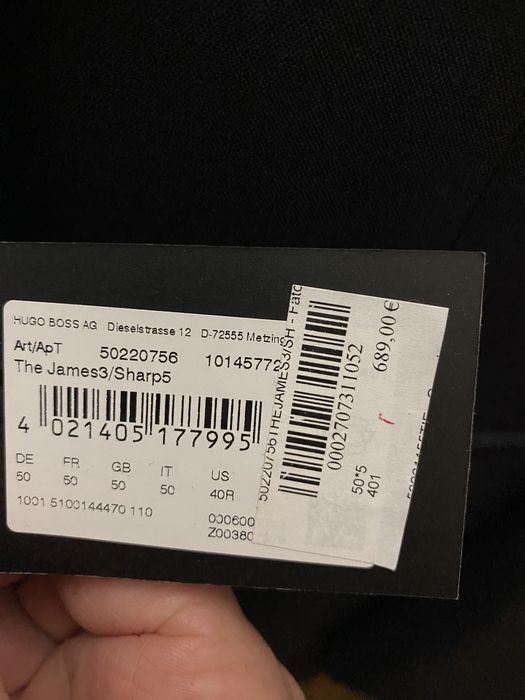 HUGO BOSS AG Dieselstrasse 12 D-72555 Metzing
Art/ApT 50220756 10145772
The James3/Sharp5
4 021405 177995
DE FR GB IT US
50 50 50 50 40R
1001 5100144470 110
000600
Z00380
50220756THEJAMES3/SH - Fatc
0002707311052
50*5
401
689,00 €